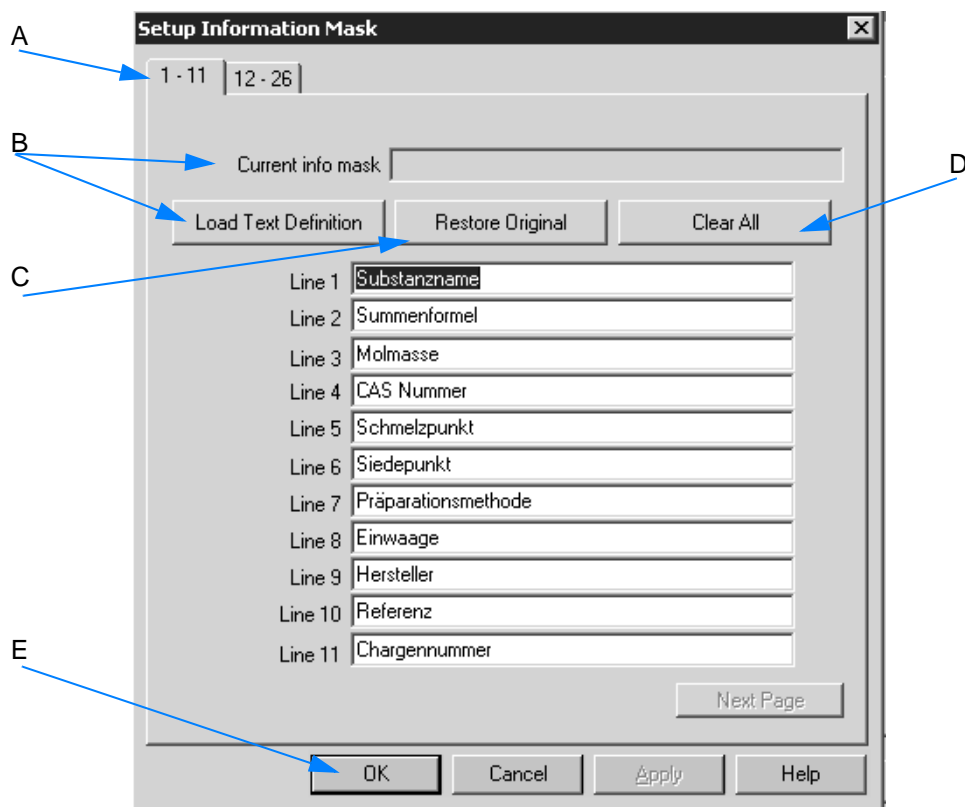 Setup Information Mask
A
1 - 11 12 - 26
B
Current info mask
D
Load Text Definition Restore Original Clear All
C
Line 1 Substanzname
Line 2 Summenformel
Line 3 Molmasse
Line 4 CAS Nummer
Line 5 Schmelzpunkt
Line 6 Siedepunkt
Line 7 Präparationsmethode
Line 8 Einwaage
Line 9 Hersteller
Line 10 Referenz
Line 11 Chargennummer
E
Next Page
OK Cancel Apply Help